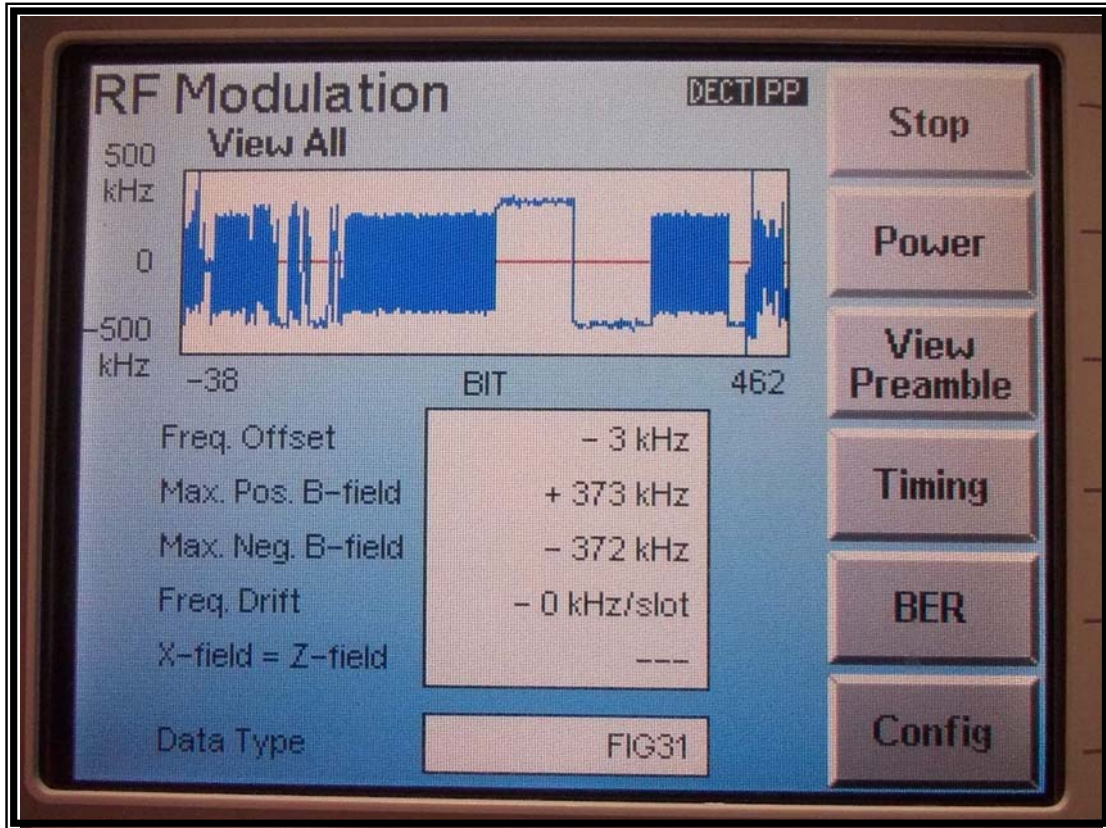 RF Modulation DECT PP
View All
500
kHz
0
-500
kHz
-38 BIT 462
Freq. Offset - 3 kHz
Max. Pos. B-field + 373 kHz
Max. Neg. B-field - 372 kHz
Freq. Drift - 0 kHz/slot
X-field = Z-field ---
Data Type FIG31
Stop
Power
View
Preamble
Timing
BER
Config